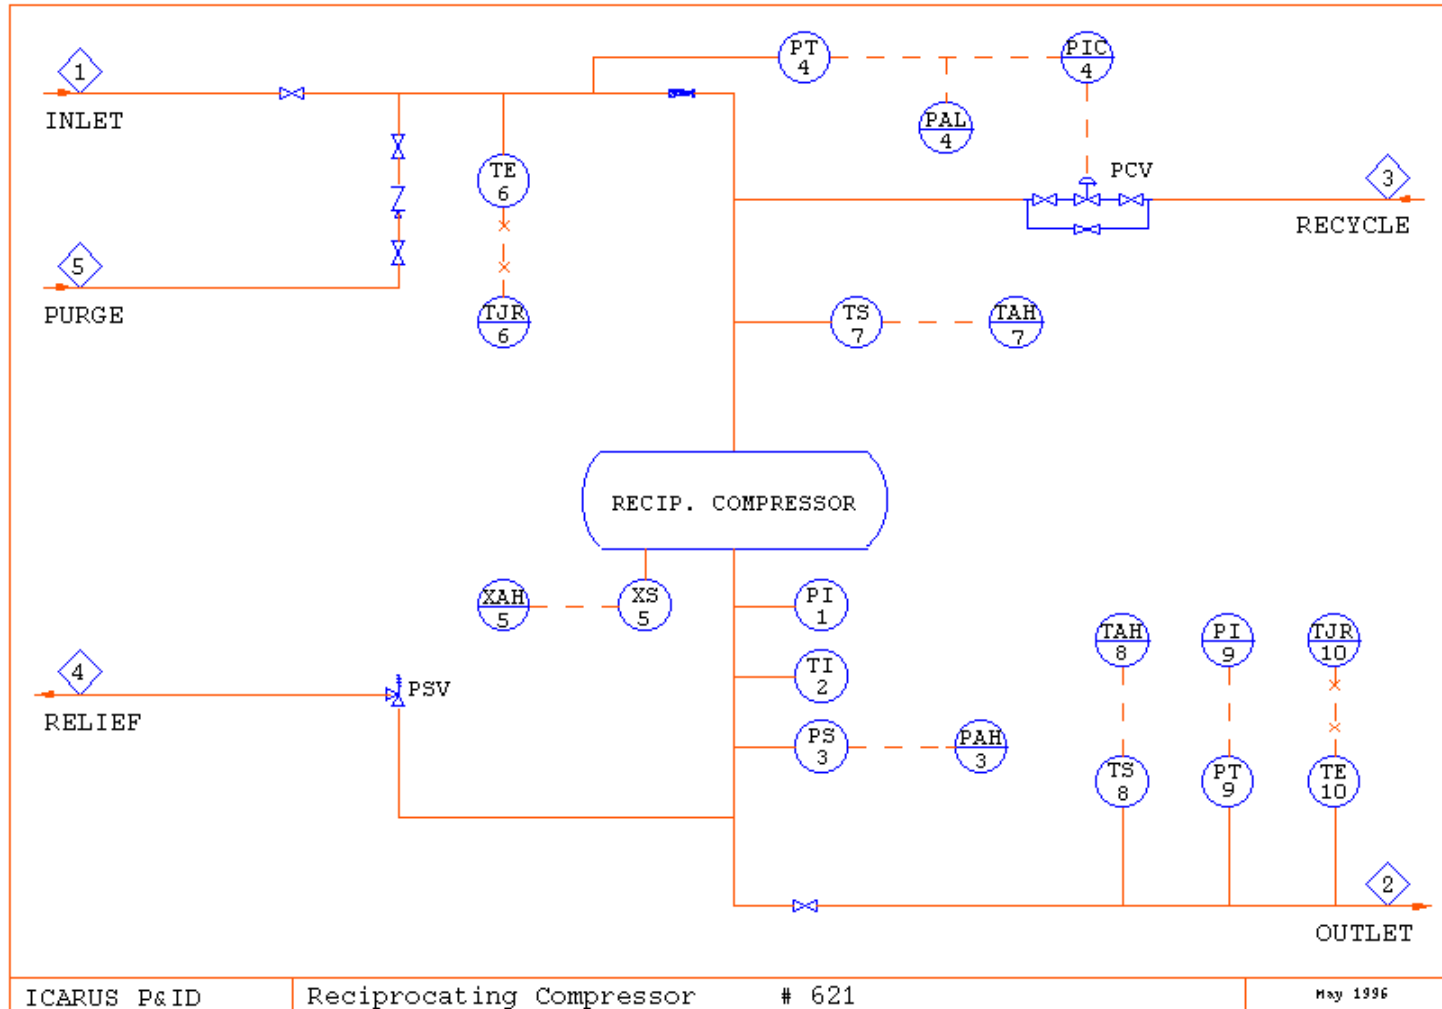 PT
4
PIC
4
1
INLET
PAL
4
TE
6
PCV
3
RECYCLE
5
PURGE
TJR
6
TS
7
TAH
7
RECIP. COMPRESSOR
XAH
5
XS
5
PI
1
TI
2
PS
3
PAH
3
4
PSV
RELIEF
TAH
8
PI
9
TJR
10
TS
8
PT
9
TE
10
2
OUTLET
ICARUS P&ID
Reciprocating Compressor # 621
May 1996